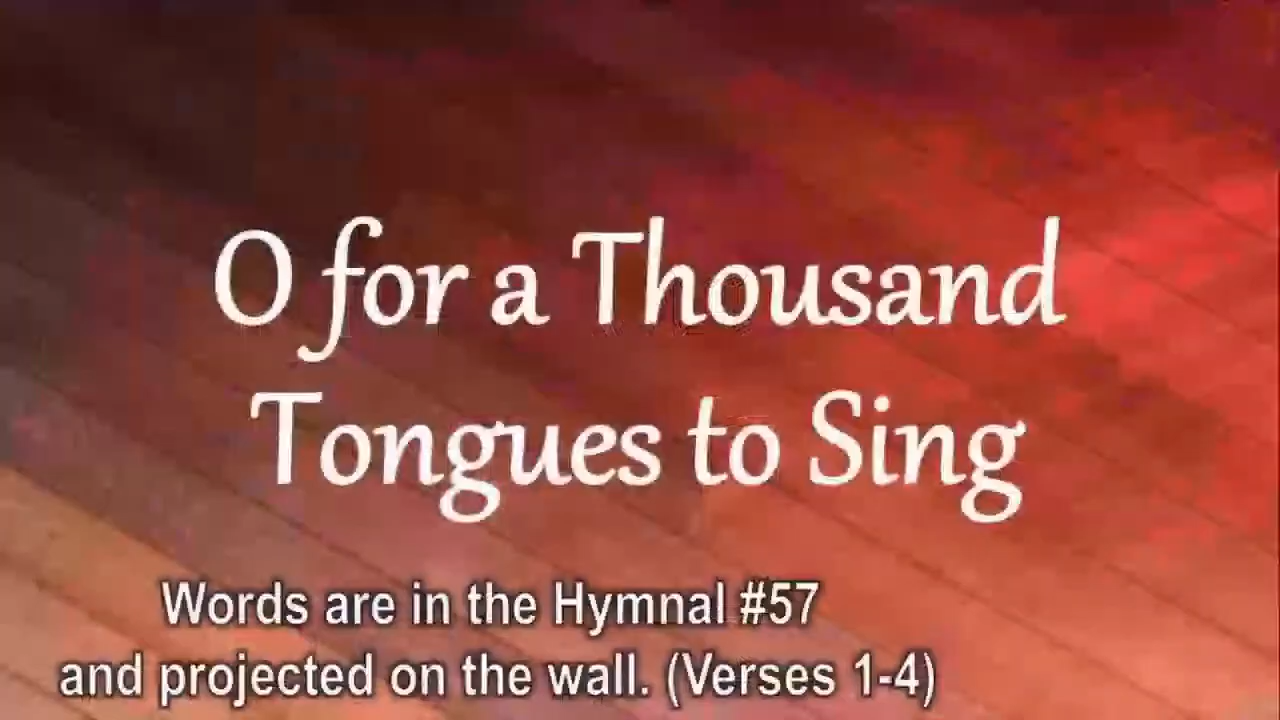 O for a Thousand
Tongues to Sing
Words are in the Hymnal #57
and projected on the wall. (Verses 1-4)